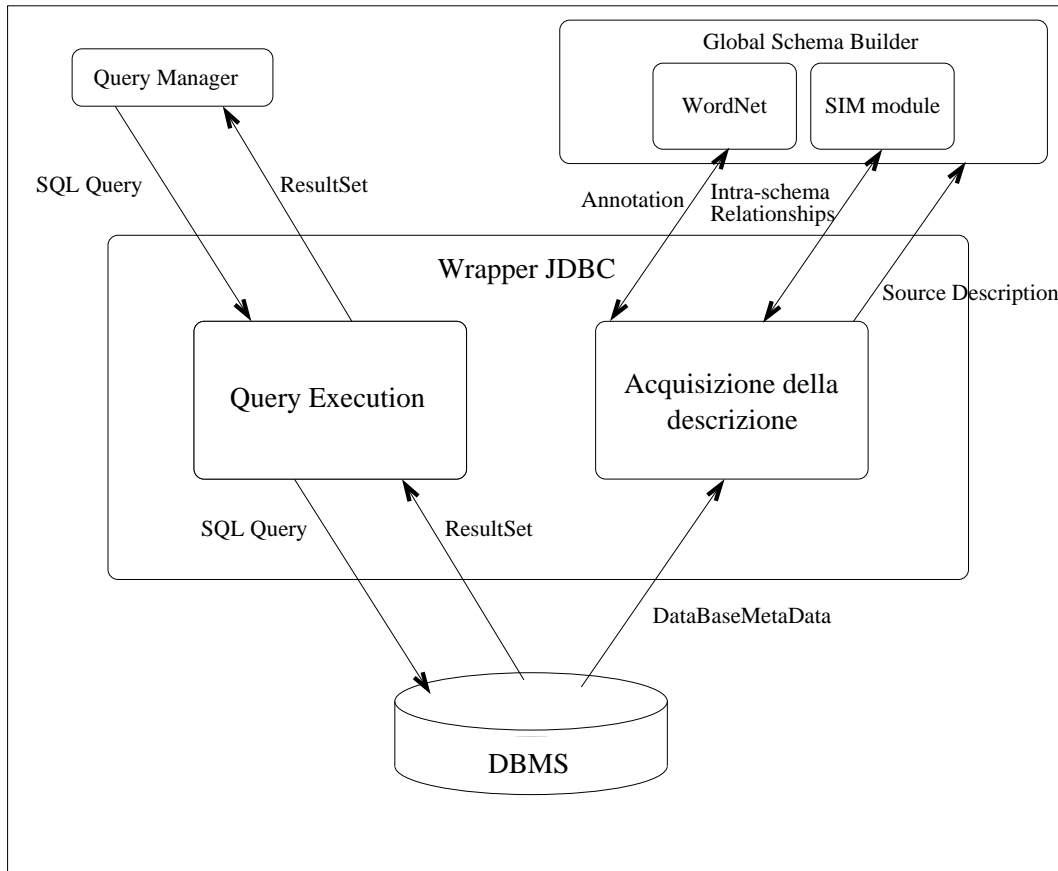 Global Schema Builder
Query Manager
WordNet
SIM module
SQL Query
ResultSet
Annotation
Intra-schema
Relationships
Wrapper JDBC
Source Description
Query Execution
Acquisizione della
descrizione
SQL Query
ResultSet
DataBaseMetaData
DBMS